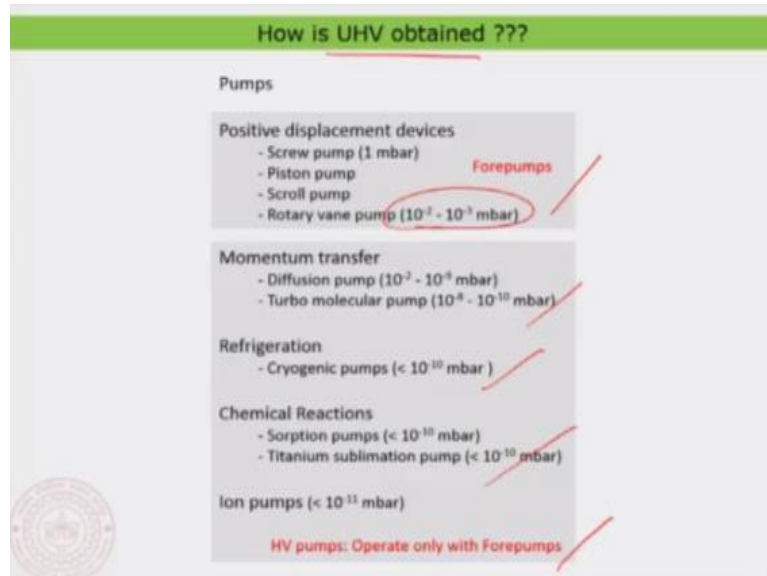 How is UHV obtained ???
Pumps
Positive displacement devices
- Screw pump (1 mbar)
- Piston pump
Forepumps
- Scroll pump
- Rotary vane pump (10⁻² - 10⁻³ mbar)
Momentum transfer
- Diffusion pump (10⁻² - 10⁻⁹ mbar)
- Turbo molecular pump (10⁻⁸ - 10⁻¹⁰ mbar)
Refrigeration
- Cryogenic pumps (< 10⁻¹⁰ mbar )
Chemical Reactions
- Sorption pumps (< 10⁻¹⁰ mbar)
- Titanium sublimation pump (< 10⁻¹⁰ mbar)
Ion pumps (< 10⁻¹¹ mbar)
HV pumps: Operate only with Forepumps